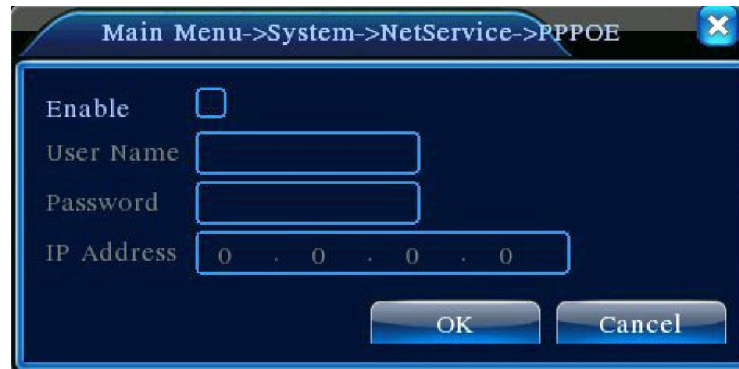 Main Menu->System->NetService->PPPOE
Enable
User Name
Password
IP Address 0 . 0 . 0 . 0
OK Cancel